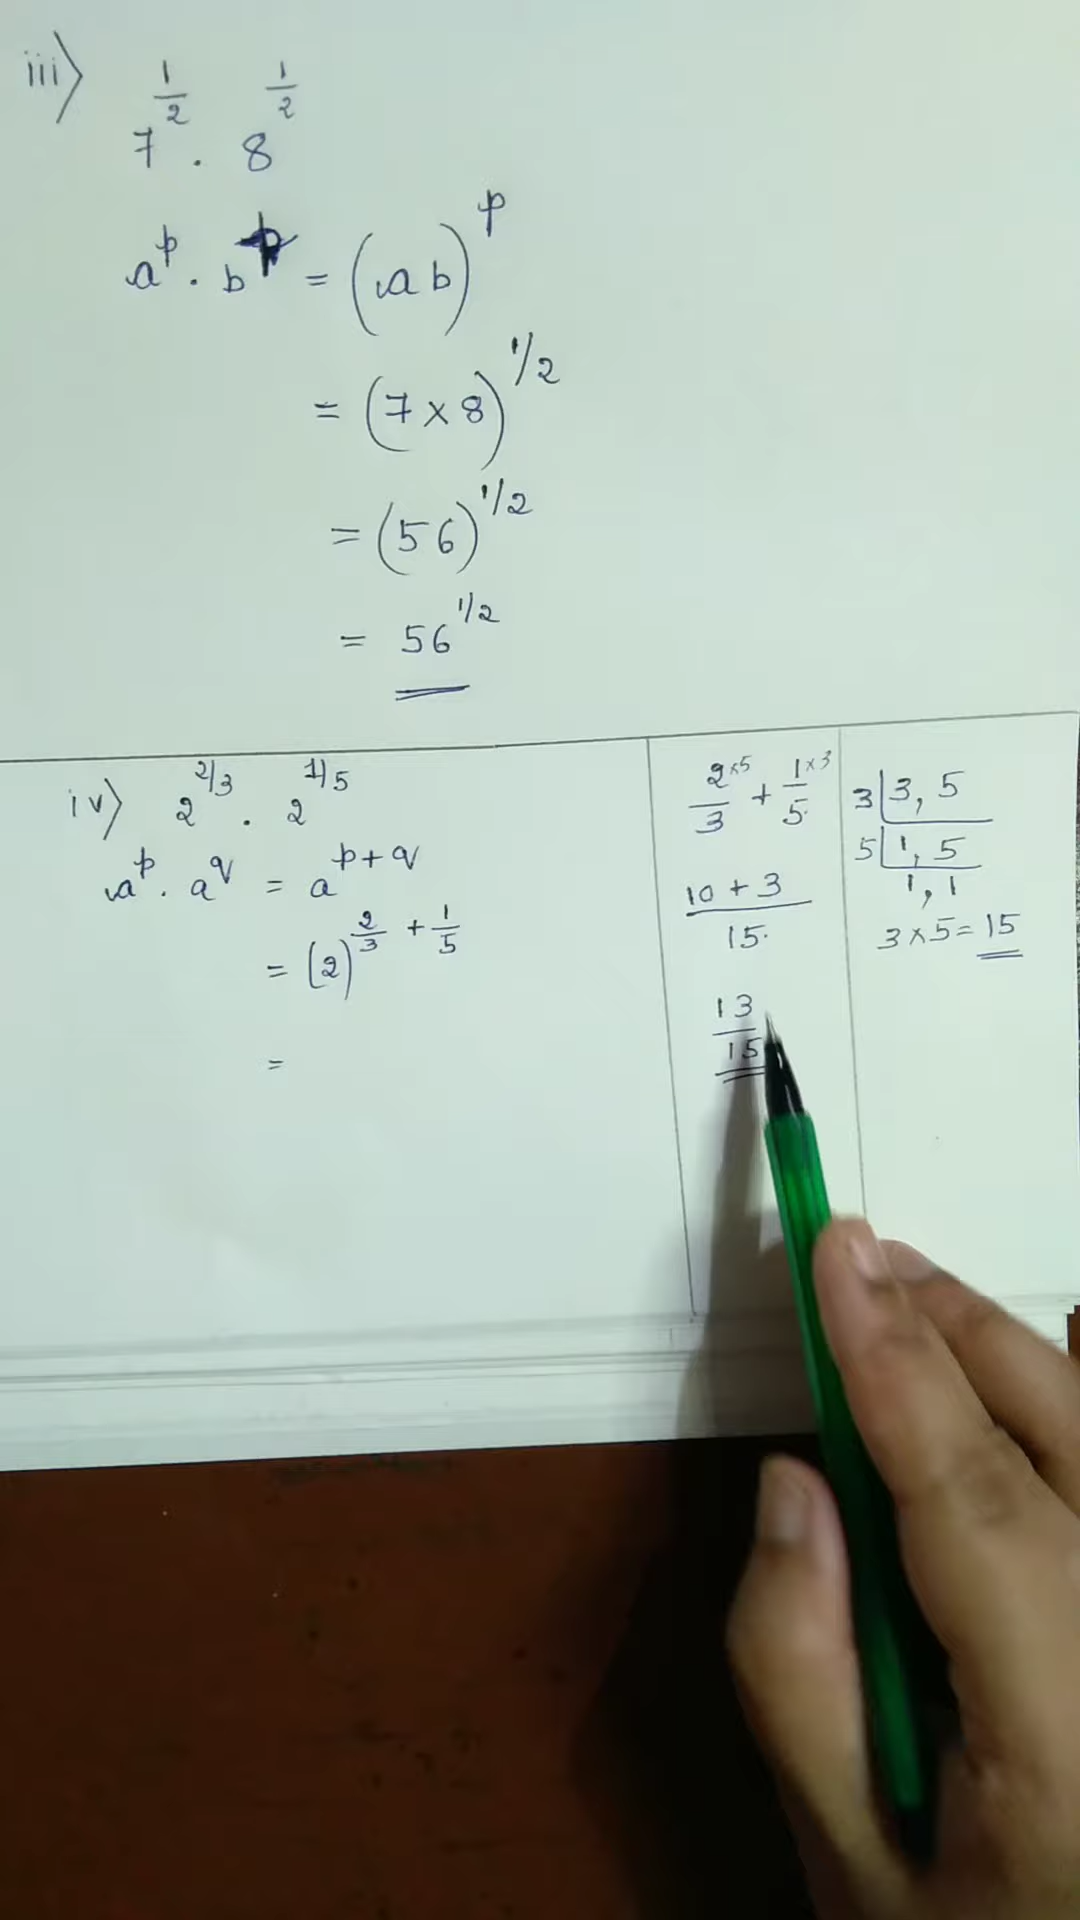 iii) 7^{1/2} . 8^{1/2}
a^p . b^p = (ab)^p
= (7 × 8)^{1/2}
= (56)^{1/2}
= 56^{1/2}
iv) 2^{2/3} . 2^{1/5}
a^p . a^q = a^{p+q}
= (2)^{2/3 + 1/5}
=
2×5/3 + 1×3/5
10 + 3
15
13
15
3 | 3, 5
5 | 1, 5
1, 1
3 × 5 = 15